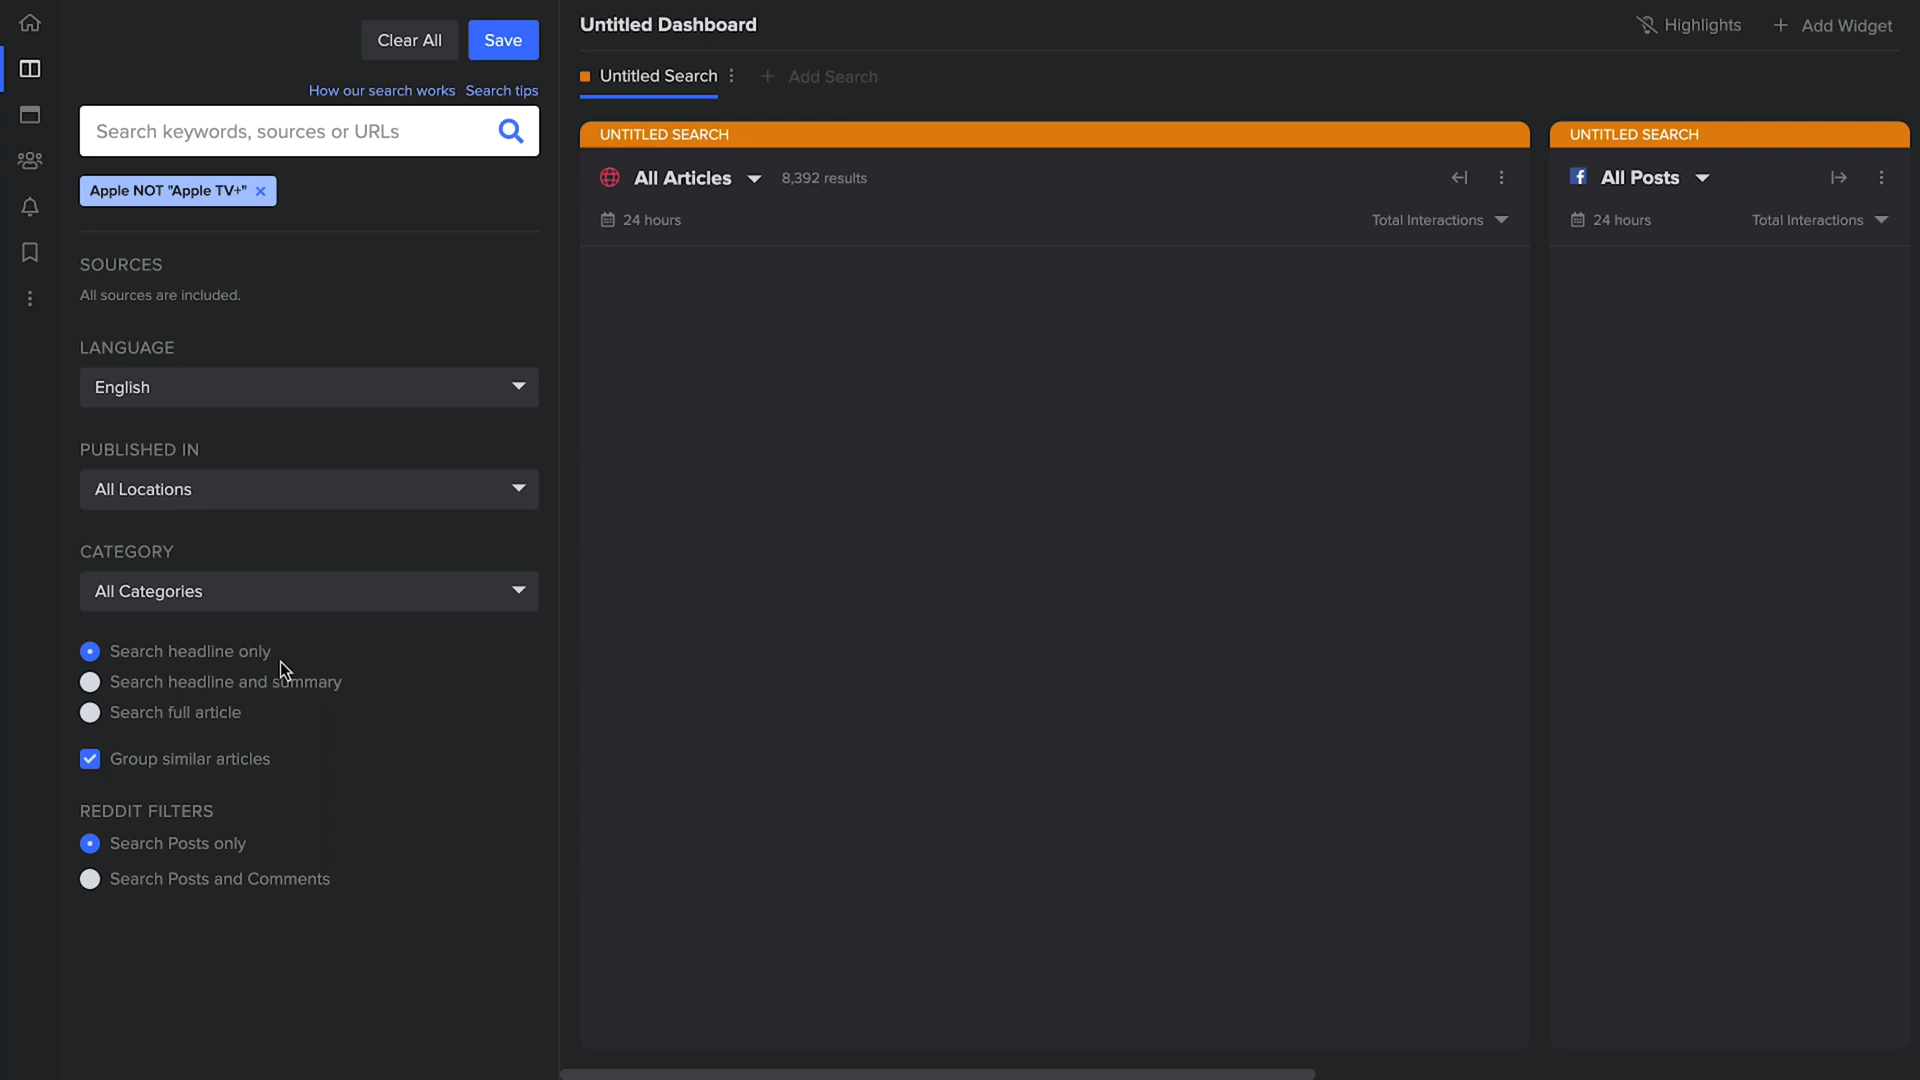 Clear All
Save
How our search works
Search tips
Search keywords, sources or URLs
Apple NOT "Apple TV+" ×
SOURCES
All sources are included.
LANGUAGE
English
PUBLISHED IN
All Locations
CATEGORY
All Categories
Search headline only
Search headline and summary
Search full article
Group similar articles
REDDIT FILTERS
Search Posts only
Search Posts and Comments
Untitled Dashboard
Highlights
+ Add Widget
Untitled Search
+ Add Search
UNTITLED SEARCH
All Articles
8,392 results
24 hours
Total Interactions
UNTITLED SEARCH
All Posts
24 hours
Total Interactions